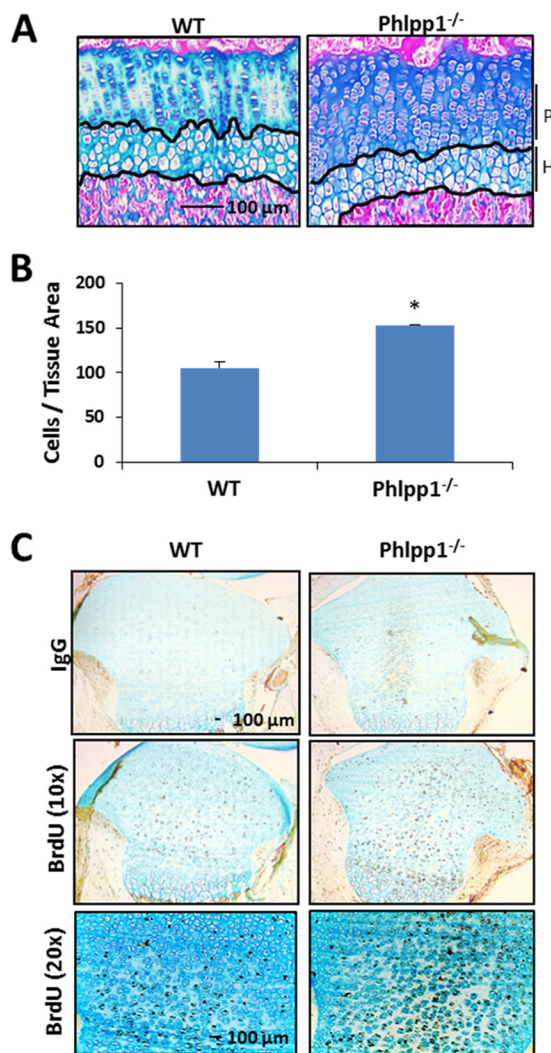 A
WT
Phlpp1-/-
P
H
100 µm
B
Cells / Tissue Area
200
150
100
50
0
*
WT
Phlpp1-/-
C
WT
Phlpp1-/-
IgG
100 µm
BrdU (10x)
BrdU (20x)
100 µm